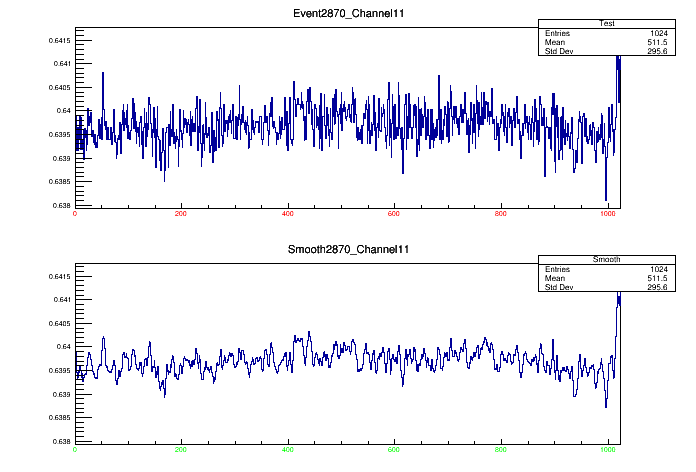 Event2870_Channel11
Test
Entries 1024
Mean 511.5
Std Dev 295.6
0.6415
0.641
0.6405
0.64
0.6395
0.639
0.6385
0.638
0 200 400 600 800 1000
Smooth2870_Channel11
Smooth
Entries 1024
Mean 511.5
Std Dev 295.6
0.6415
0.641
0.6405
0.64
0.6395
0.639
0.6385
0.638
0 200 400 600 800 1000